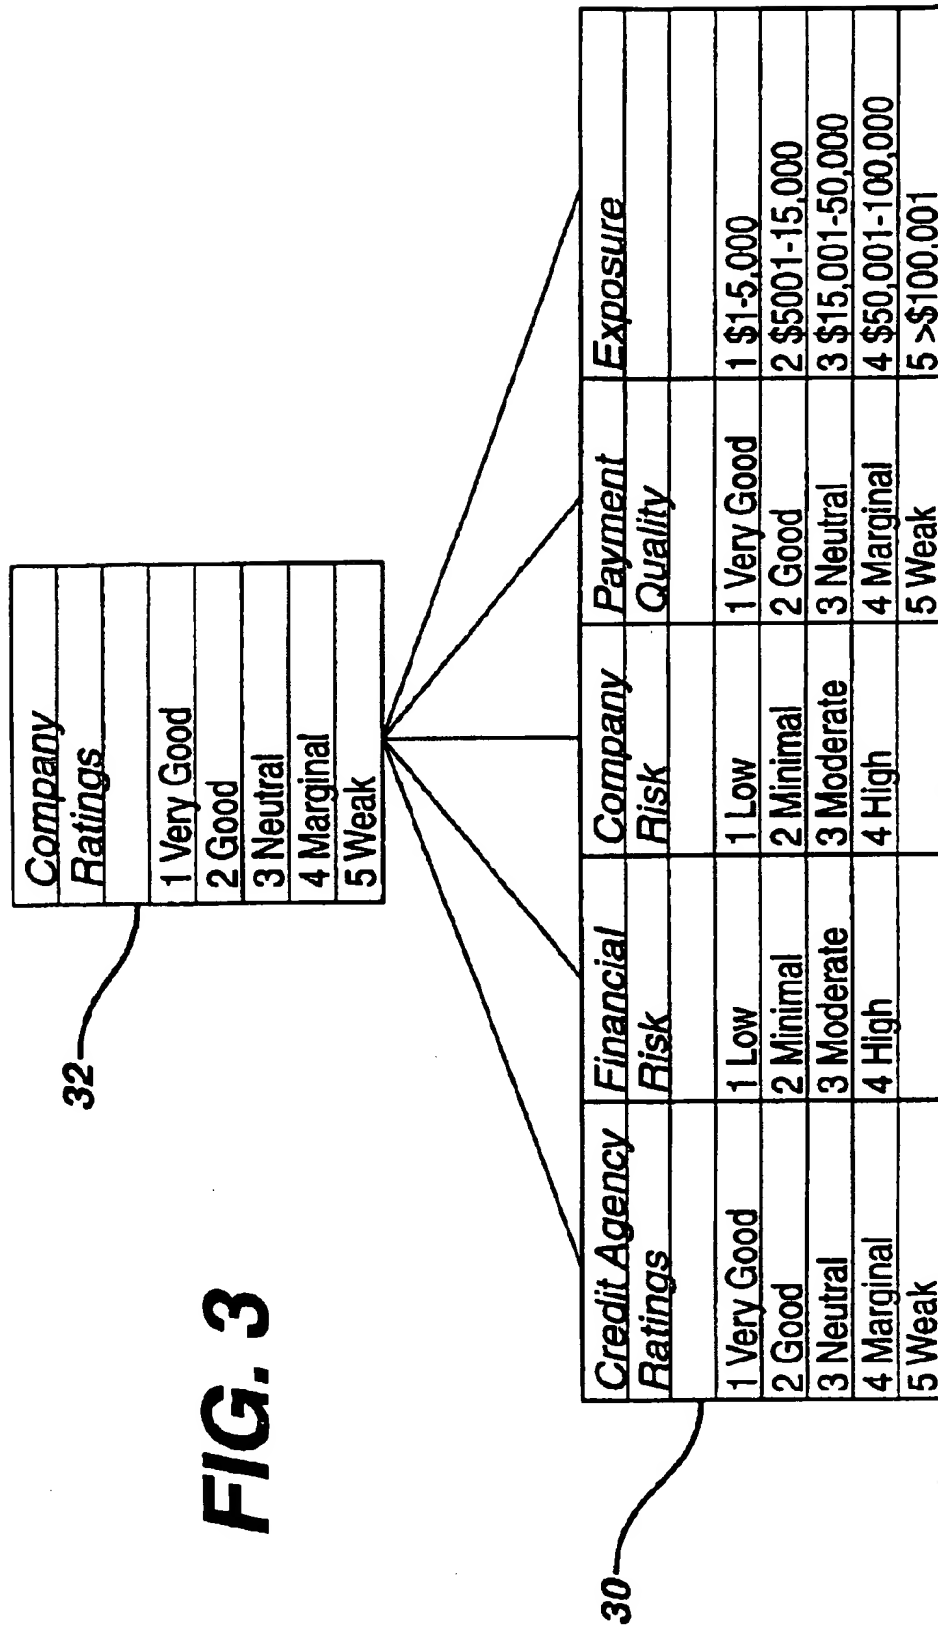 FIG. 3
32
Company
Ratings
1 Very Good
2 Good
3 Neutral
4 Marginal
5 Weak
30
Credit Agency Financial Company Payment Exposure
Ratings Risk Risk Quality
1 Very Good 1 Low 1 Low 1 Very Good 1 $1-5,000
2 Good 2 Minimal 2 Minimal 2 Good 2 $5001-15,000
3 Neutral 3 Moderate 3 Moderate 3 Neutral 3 $15,001-50,000
4 Marginal 4 High 4 High 4 Marginal 4 $50,001-100,000
5 Weak 5 Weak 5 >$100,001